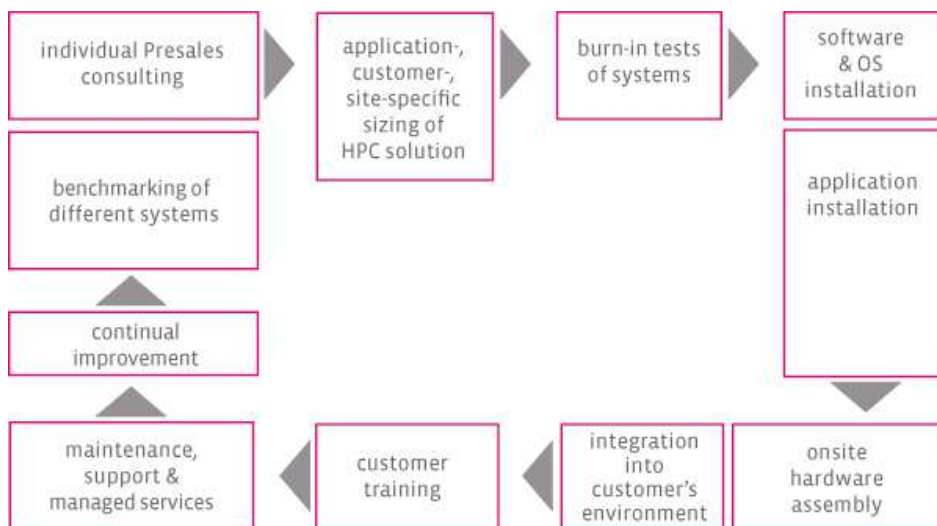 individual Presales
consulting
application-,
customer-,
site-specific
sizing of
HPC solution
burn-in tests
of systems
software
& OS
installation
benchmarking of
different systems
application
installation
continual
improvement
maintenance,
support &
managed services
customer
training
integration
into
customer's
environment
onsite
hardware
assembly